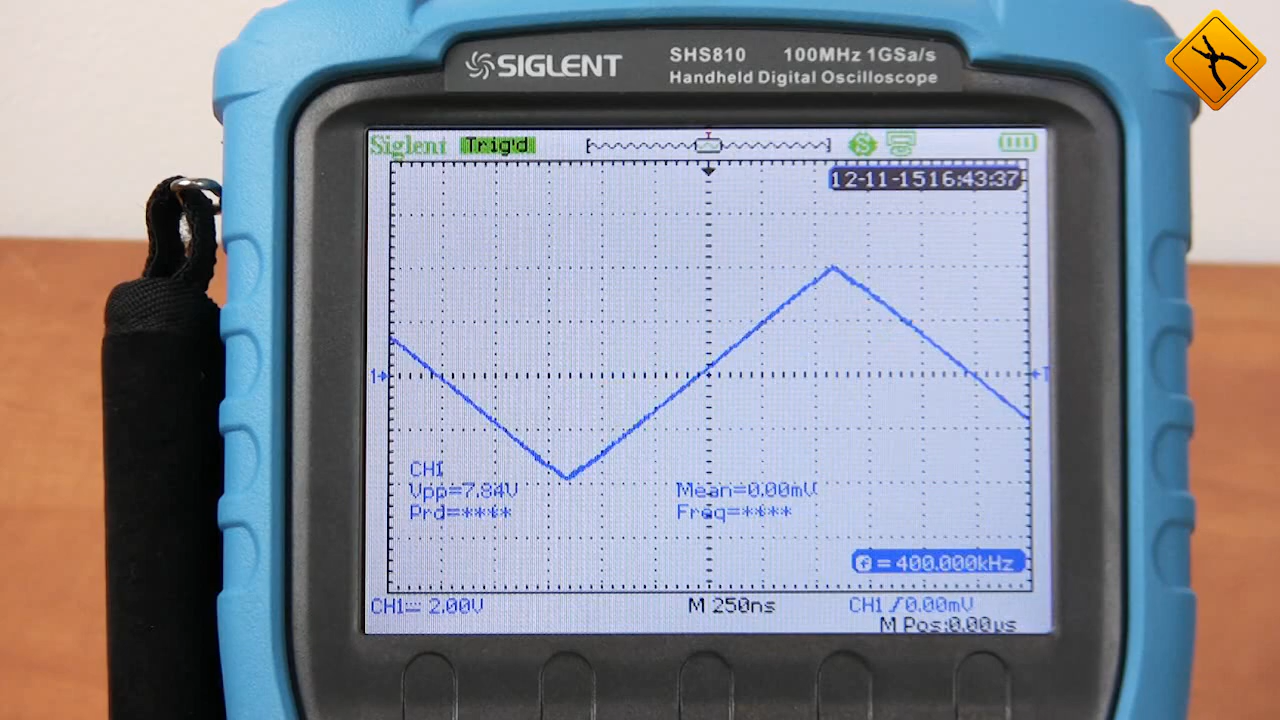 SIGLENT
SHS810 100MHz 1GSa/s
Handheld Digital Oscilloscope
Siglent Trig'd
12-11-15 16:43:37
1
T
CH1
Vpp=7.84V Mean=0.00mV
Prd=**** Freq=****
f = 400.000kHz
CH1 2.00V M 250ns CH1 /0.00mV
M Pos:0.00µs